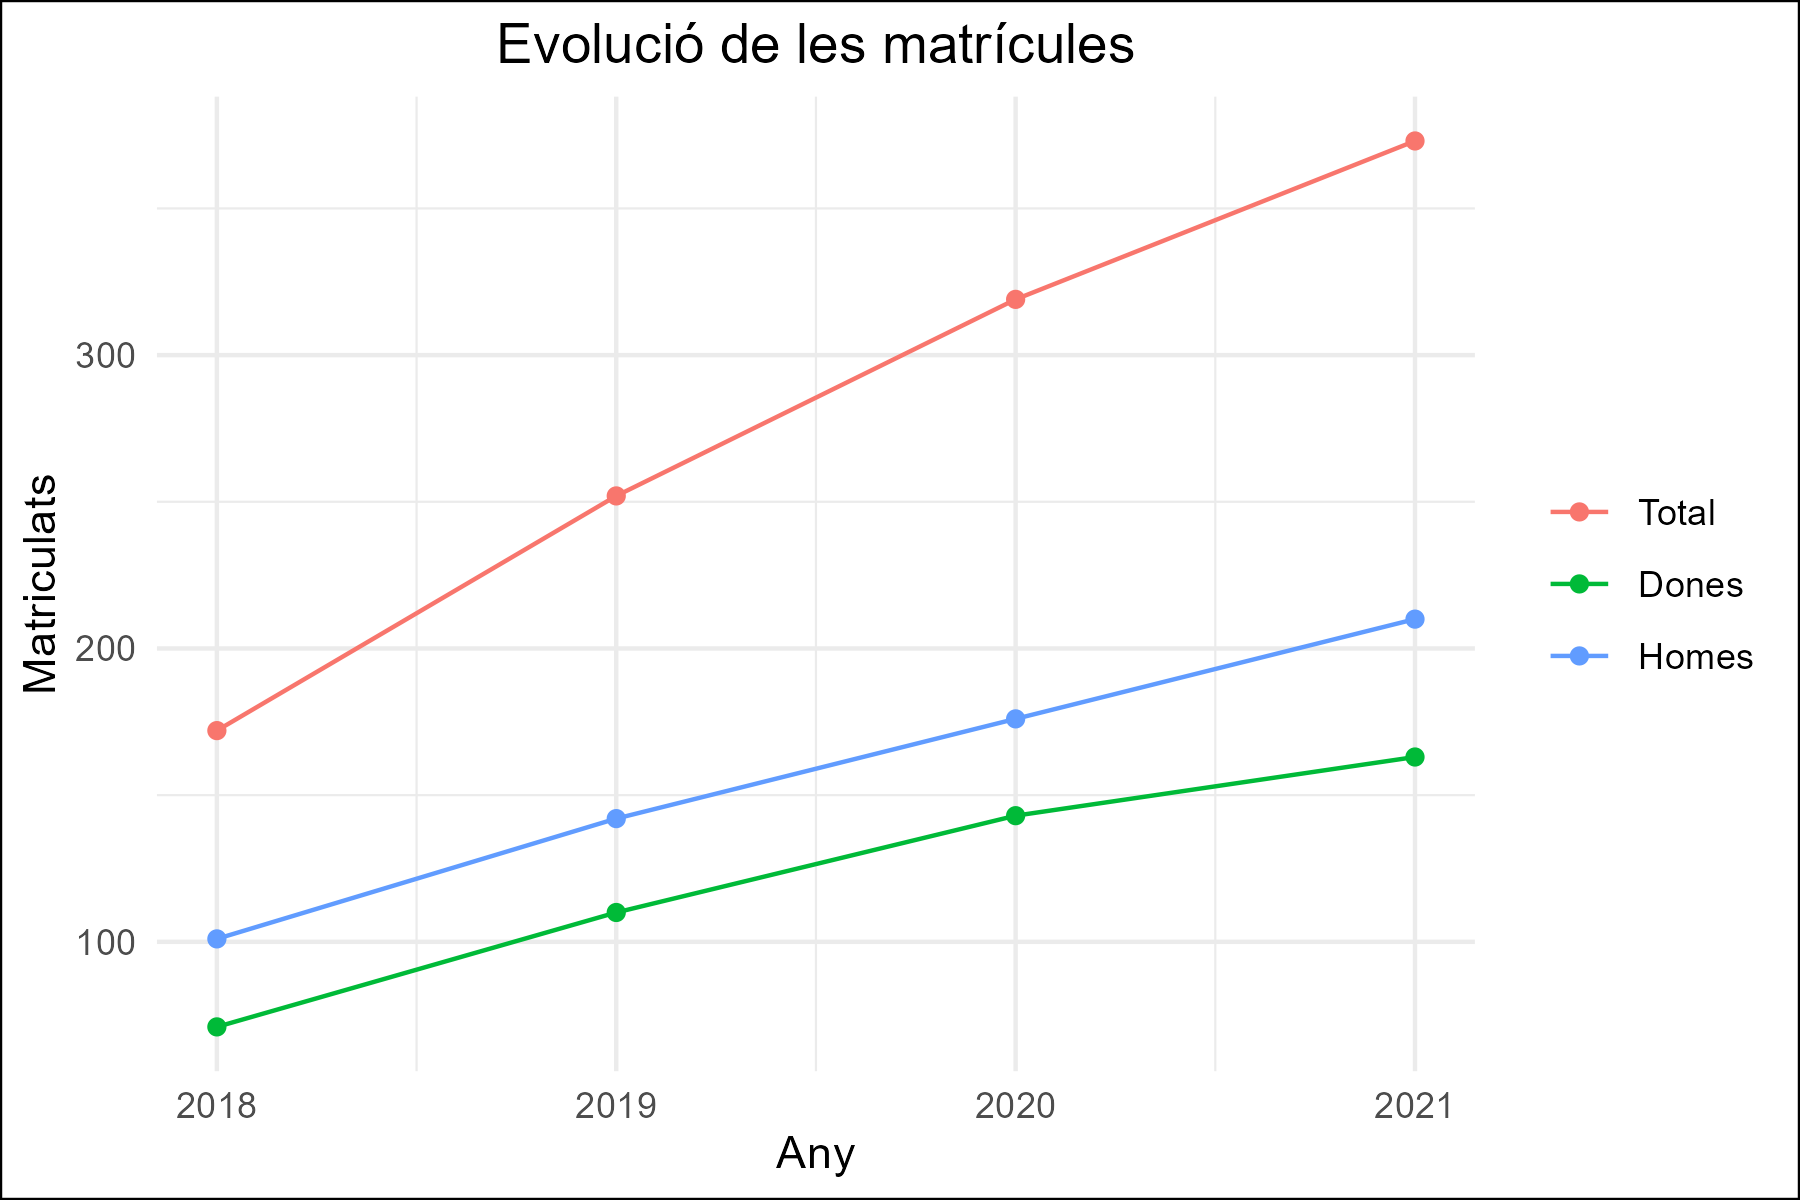 Evolució de les matrícules
Matriculats
300
200
100
2018 2019 2020 2021
Any
Total
Dones
Homes